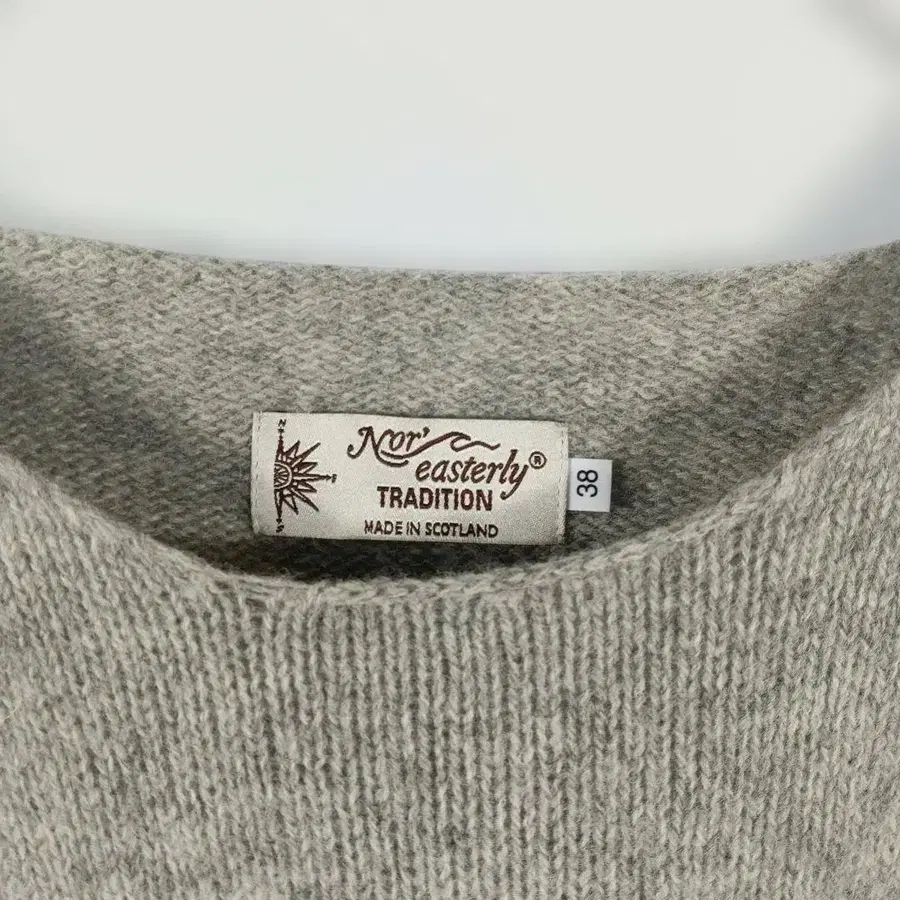 Nor'
easterly®
TRADITION
MADE IN SCOTLAND
38
N